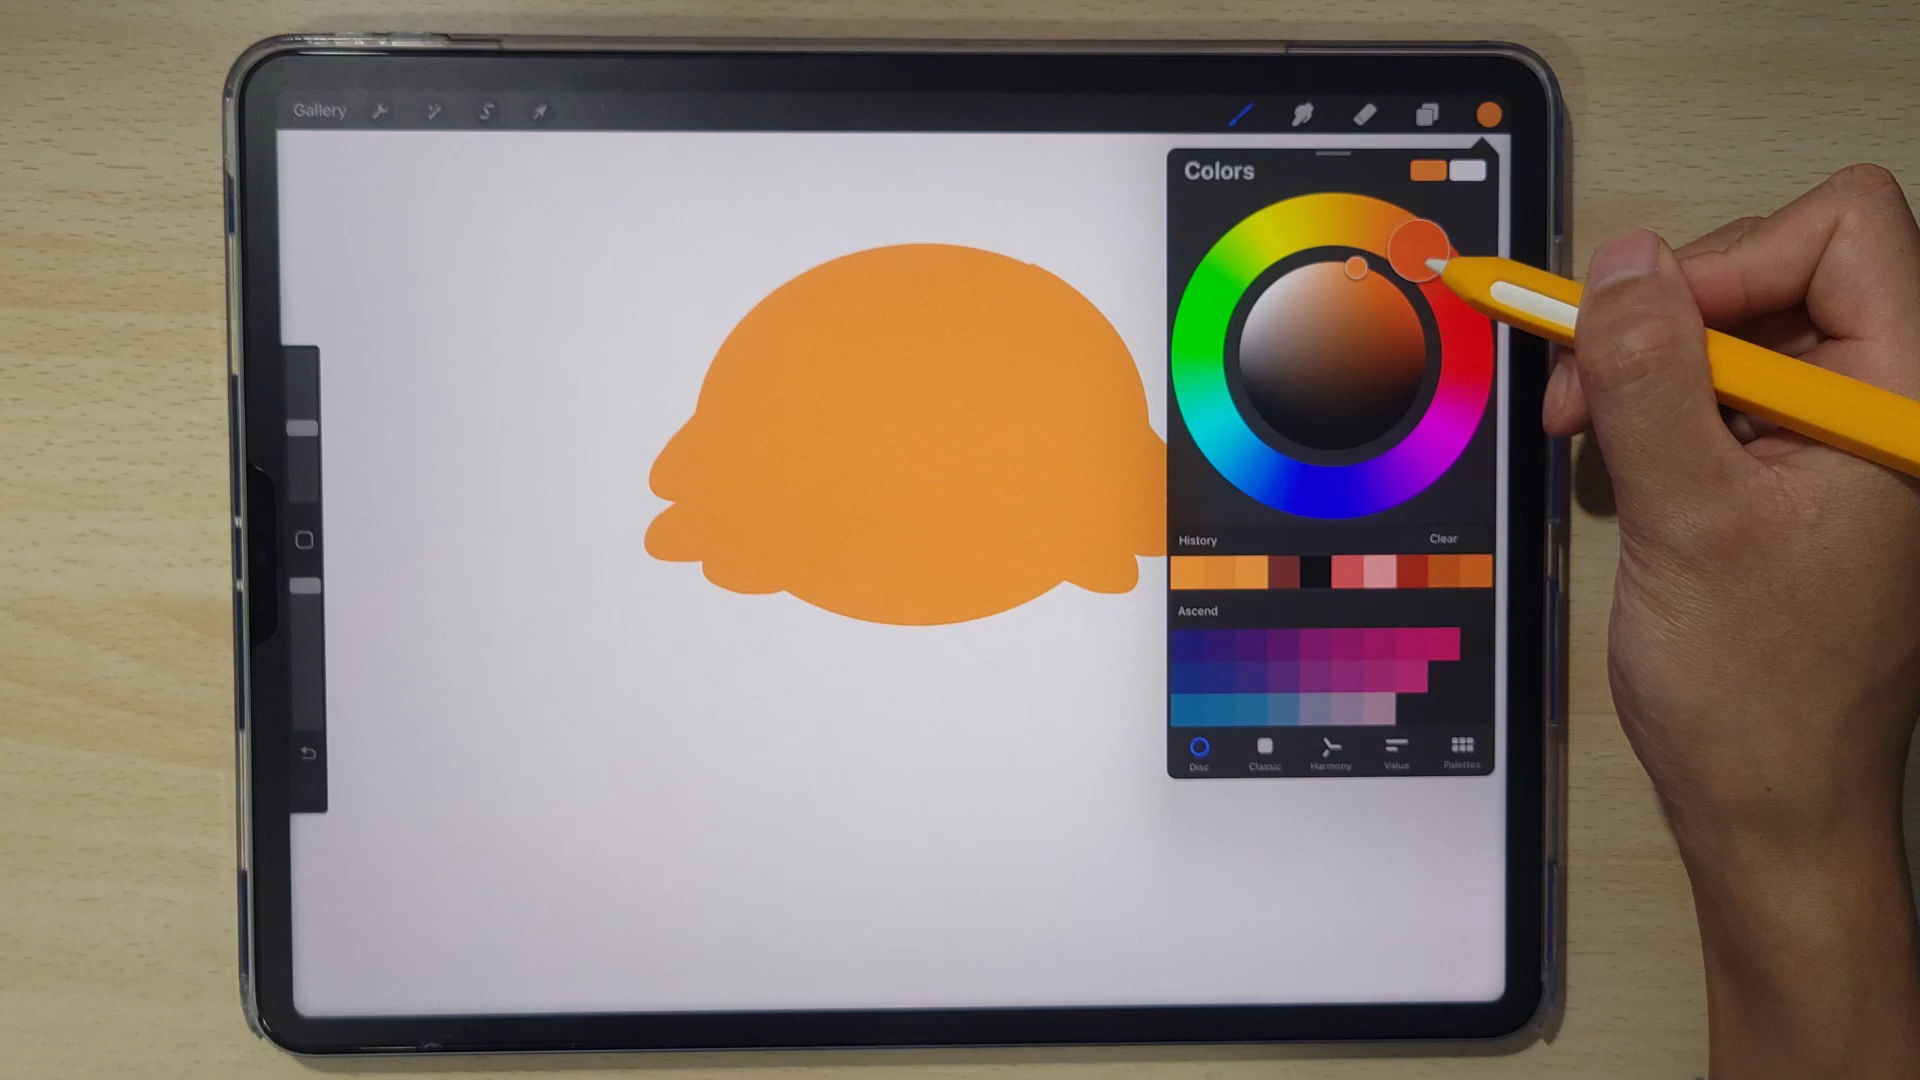 Gallery
Colors
History Clear
Ascend
Disc Classic Harmony Value Palettes